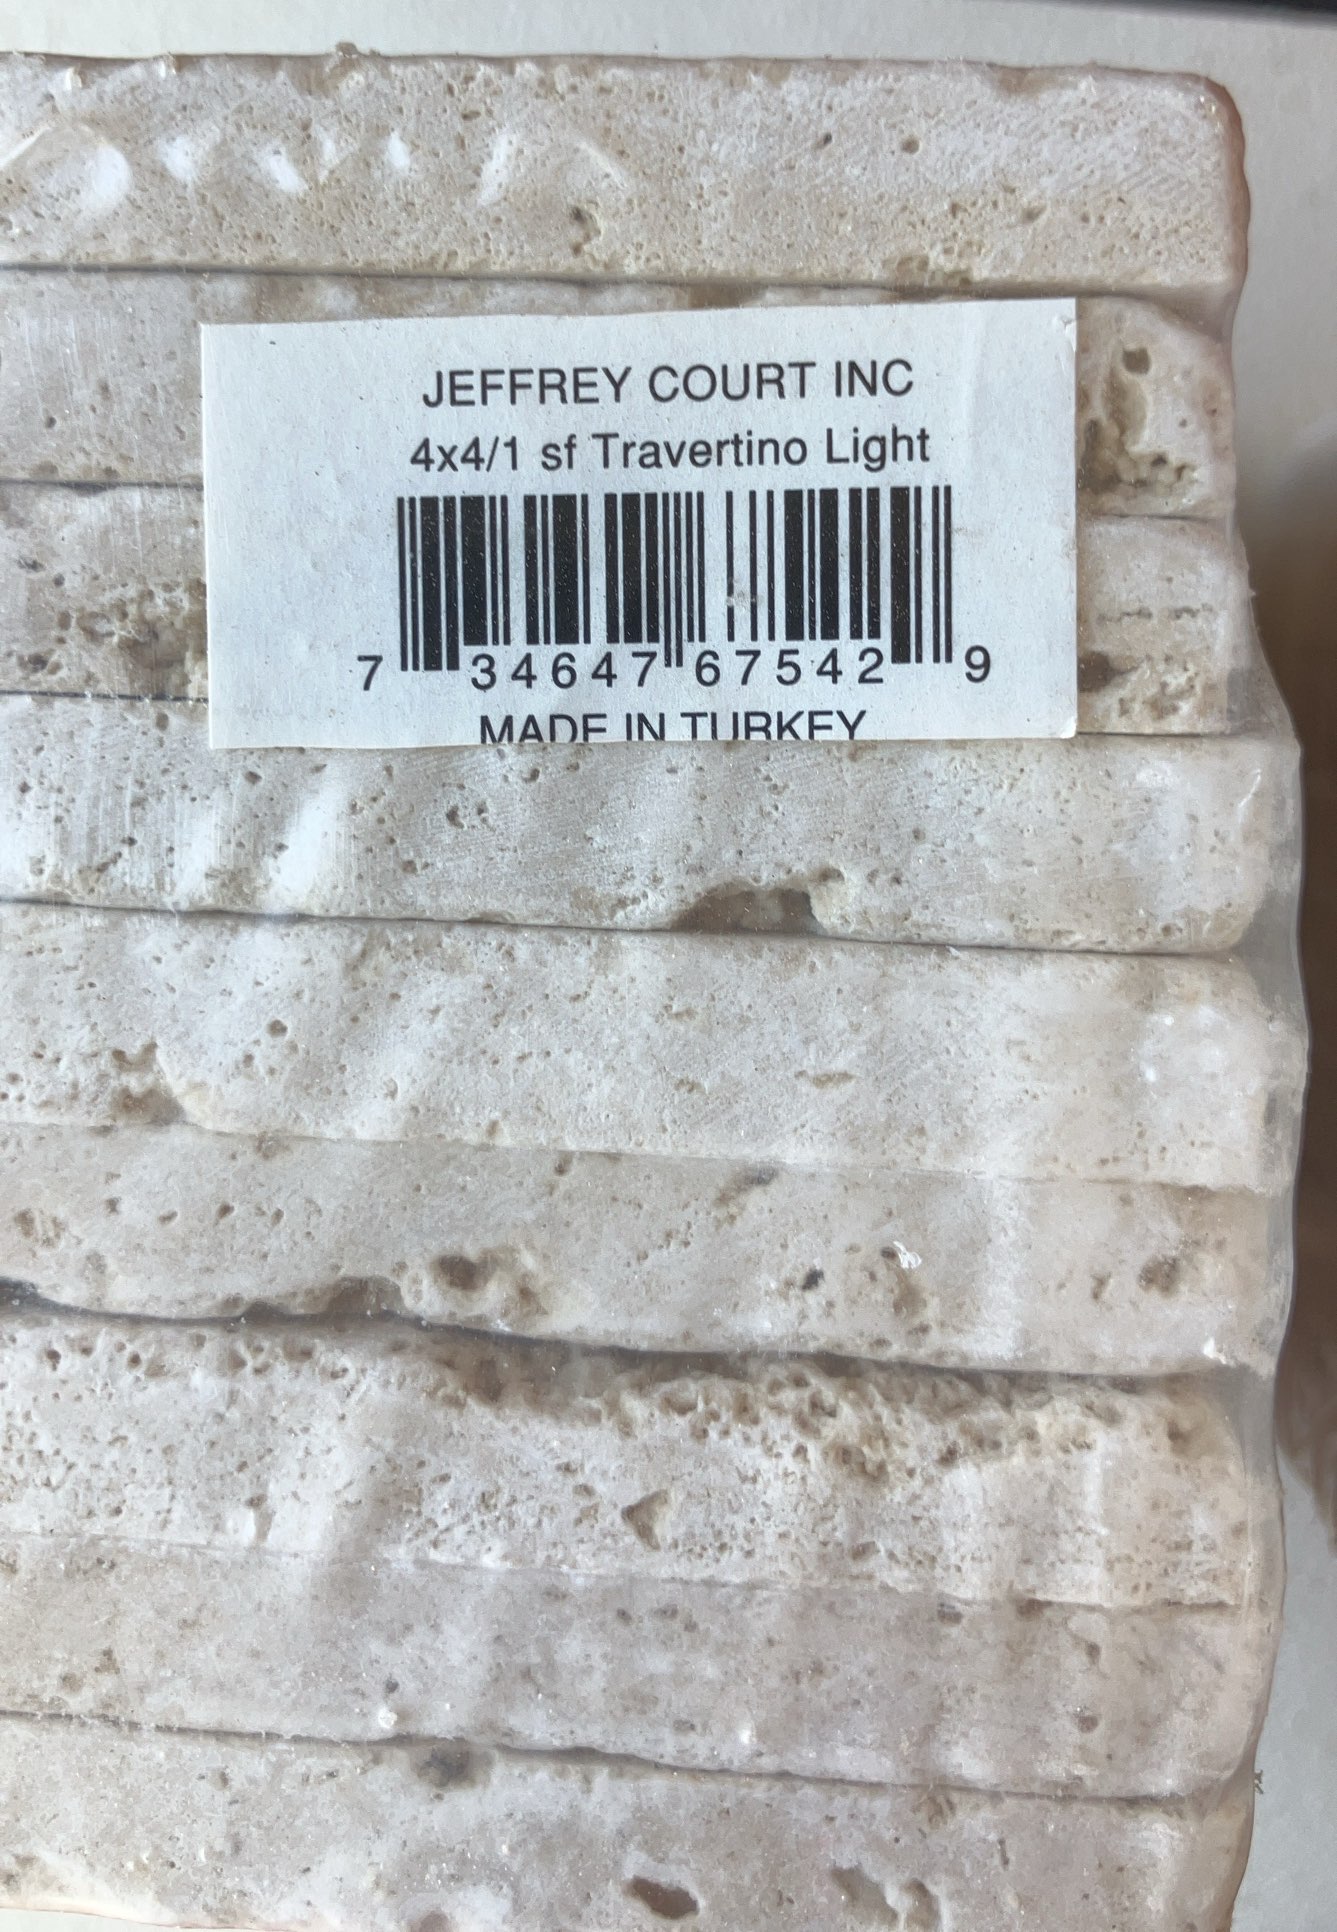 JEFFREY COURT INC
4x4/1 sf Travertino Light
7 34647 67542 9
MADE IN TURKEY